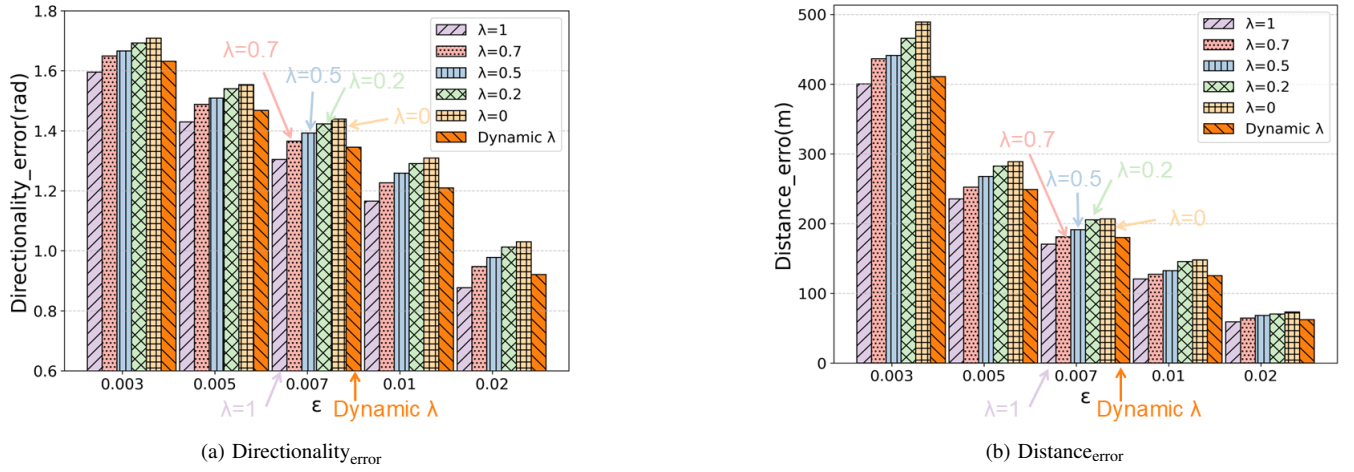 1.8
1.6
1.4
1.2
1.0
0.8
0.6
Directionality_error(rad)
λ=1
λ=0.7
λ=0.5
λ=0.2
λ=0
Dynamic λ
λ=0.7
λ=0.5
λ=0.2
λ=0
0.003 0.005 0.007 0.01 0.02
λ=1 ε Dynamic λ
(a) Directionality_error
500
400
300
200
100
0
Distance_erro(m)
λ=1
λ=0.7
λ=0.5
λ=0.2
λ=0
Dynamic λ
λ=0.7
λ=0.5
λ=0.2
λ=0
0.003 0.005 0.007 0.01 0.02
λ=1 ε Dynamic λ
(b) Distance_error